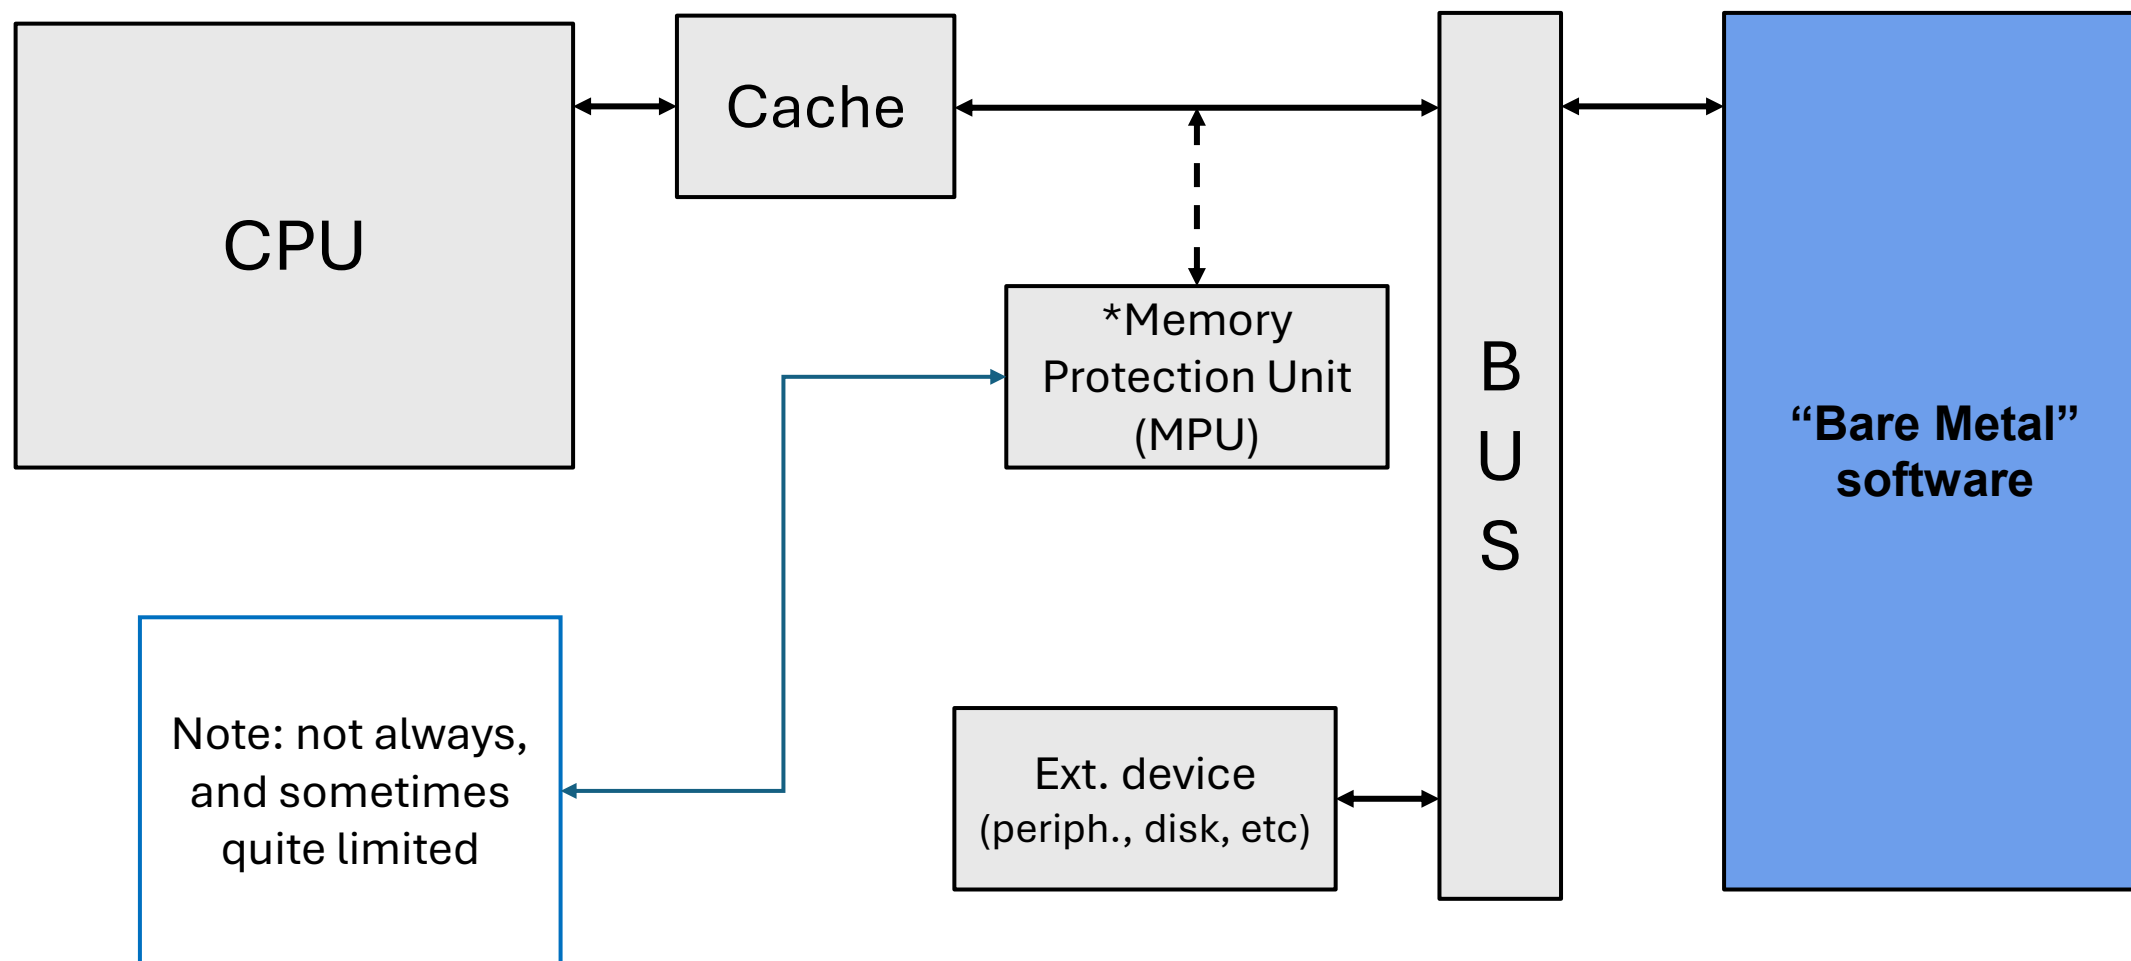 CPU
Cache
*Memory
Protection Unit
(MPU)
B
U
S
“Bare Metal”
software
Note: not always,
and sometimes
quite limited
Ext. device
(periph., disk, etc)